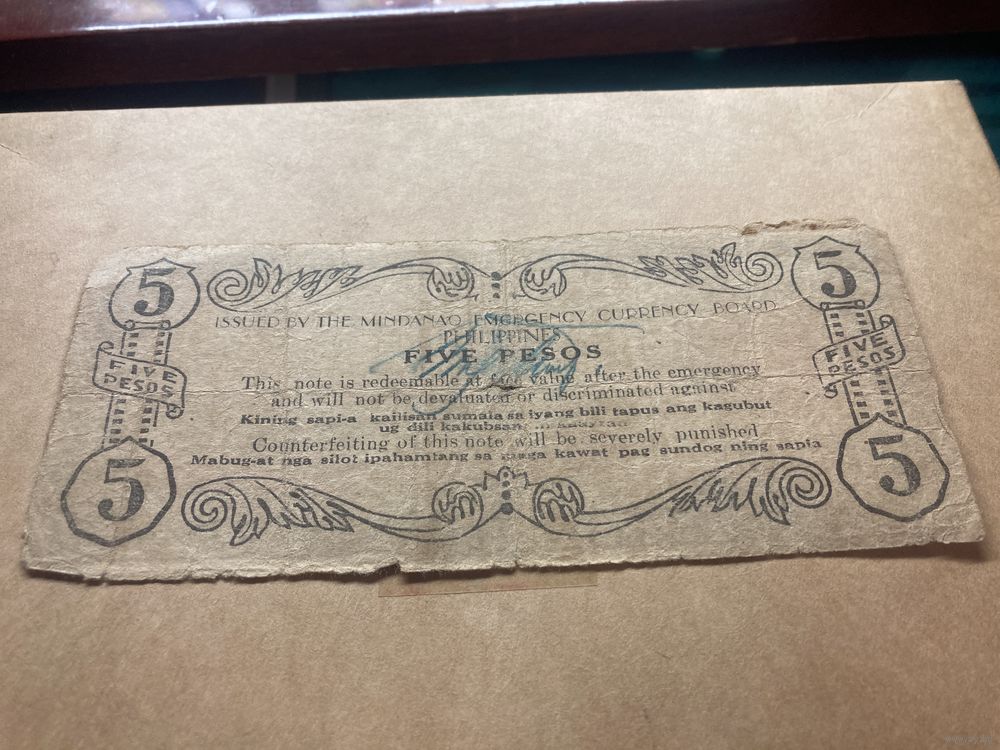 5 5
ISSUED BY THE MINDANAO EMERGENCY CURRENCY BOARD
PHILIPPINES
FIVE PESOS
FIVE PESOS
FIVE PESOS
This note is redeemable at face value after the emergency
and will not be devaluated or discriminated against
Kining sapi-a kailisan sumala sa iyang bili tapus ang kagubut
ug dili kakubsan
Counterfeiting of this note will be severely punished
Mabug-at nga silot ipahamtang sa maga kawat pag sundog ning sapia
5 5